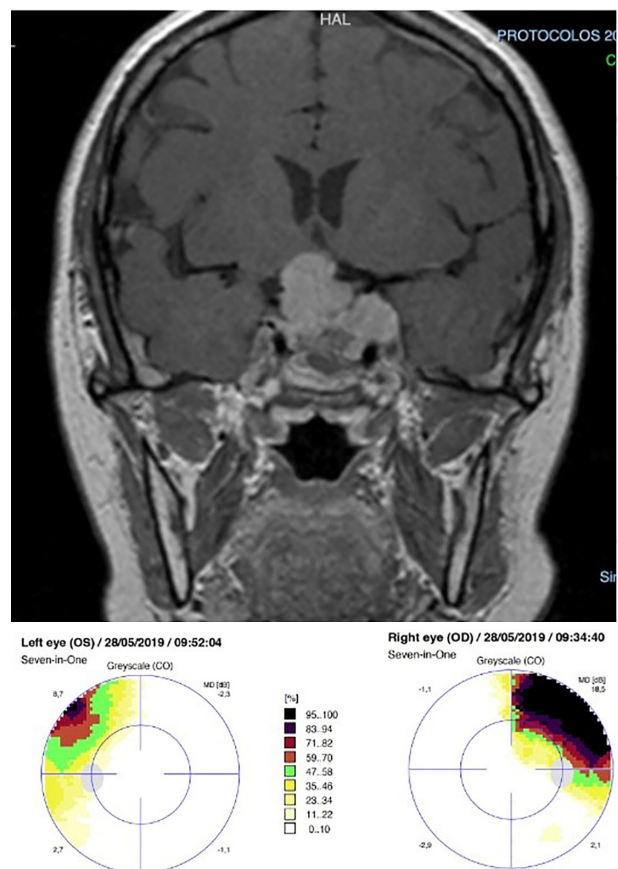 HAL
PROTOCOLOS 20
C
Sir
Left eye (OS) / 28/05/2019 / 09:52:04
Seven-in-One
Greyscale (CO)
MD [dB]
8,7
-2,3
2,7
-1,1
[%]
95..100
83..94
71..82
59..70
47..58
35..46
23..34
11..22
0..10
Right eye (OD) / 28/05/2019 / 09:34:40
Seven-in-One
Greyscale (CO)
MD [dB]
-1,1
18,5
-2,9
2,1